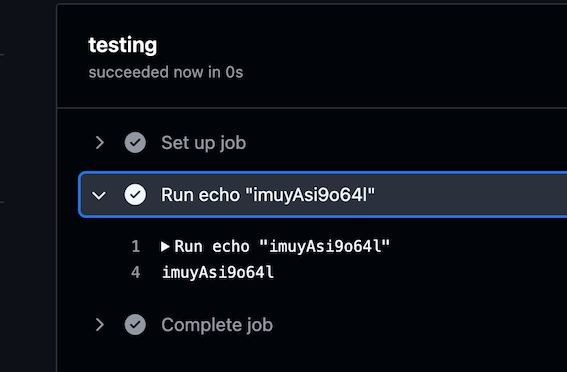 testing
succeeded now in 0s
Set up job
Run echo "imuyAsi9o64l"
1 Run echo "imuyAsi9o64l"
4 imuyAsi9o64l
Complete job